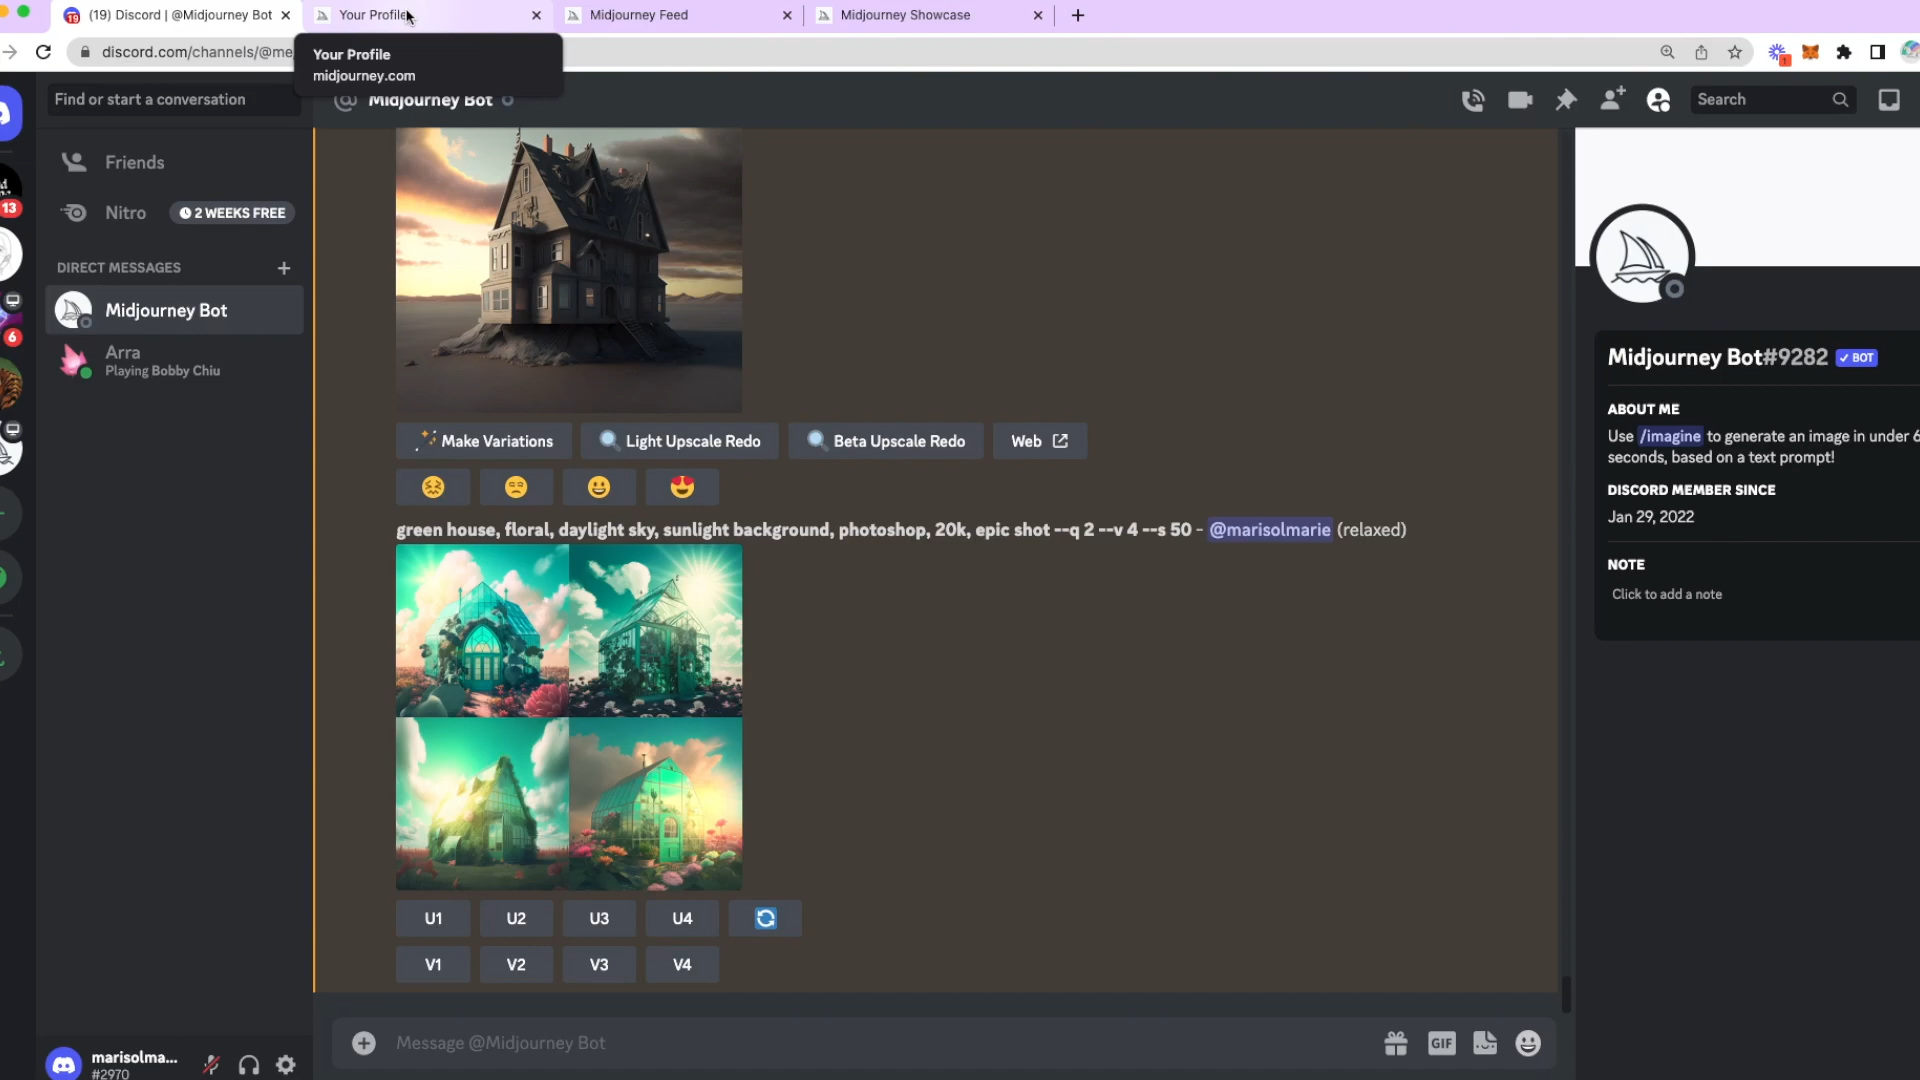 (19) Discord | @Midjourney Bot
Your Profile
Midjourney Feed
Midjourney Showcase
discord.com/channels/@me
Your Profile
midjourney.com
1
Find or start a conversation
Midjourney Bot
Search
Friends
Nitro
2 WEEKS FREE
13
DIRECT MESSAGES
Midjourney Bot
6
Arra
Playing Bobby Chiu
Make Variations
Light Upscale Redo
Beta Upscale Redo
Web
green house, floral, daylight sky, sunlight background, photoshop, 20k, epic shot --q 2 --v 4 --s 50 - @marisolmarie (relaxed)
U1
U2
U3
U4
V1
V2
V3
V4
Message @Midjourney Bot
GIF
marisolma...
#2970
Midjourney Bot#9282
BOT
ABOUT ME
Use /imagine to generate an image in under 6
seconds, based on a text prompt!
DISCORD MEMBER SINCE
Jan 29, 2022
NOTE
Click to add a note